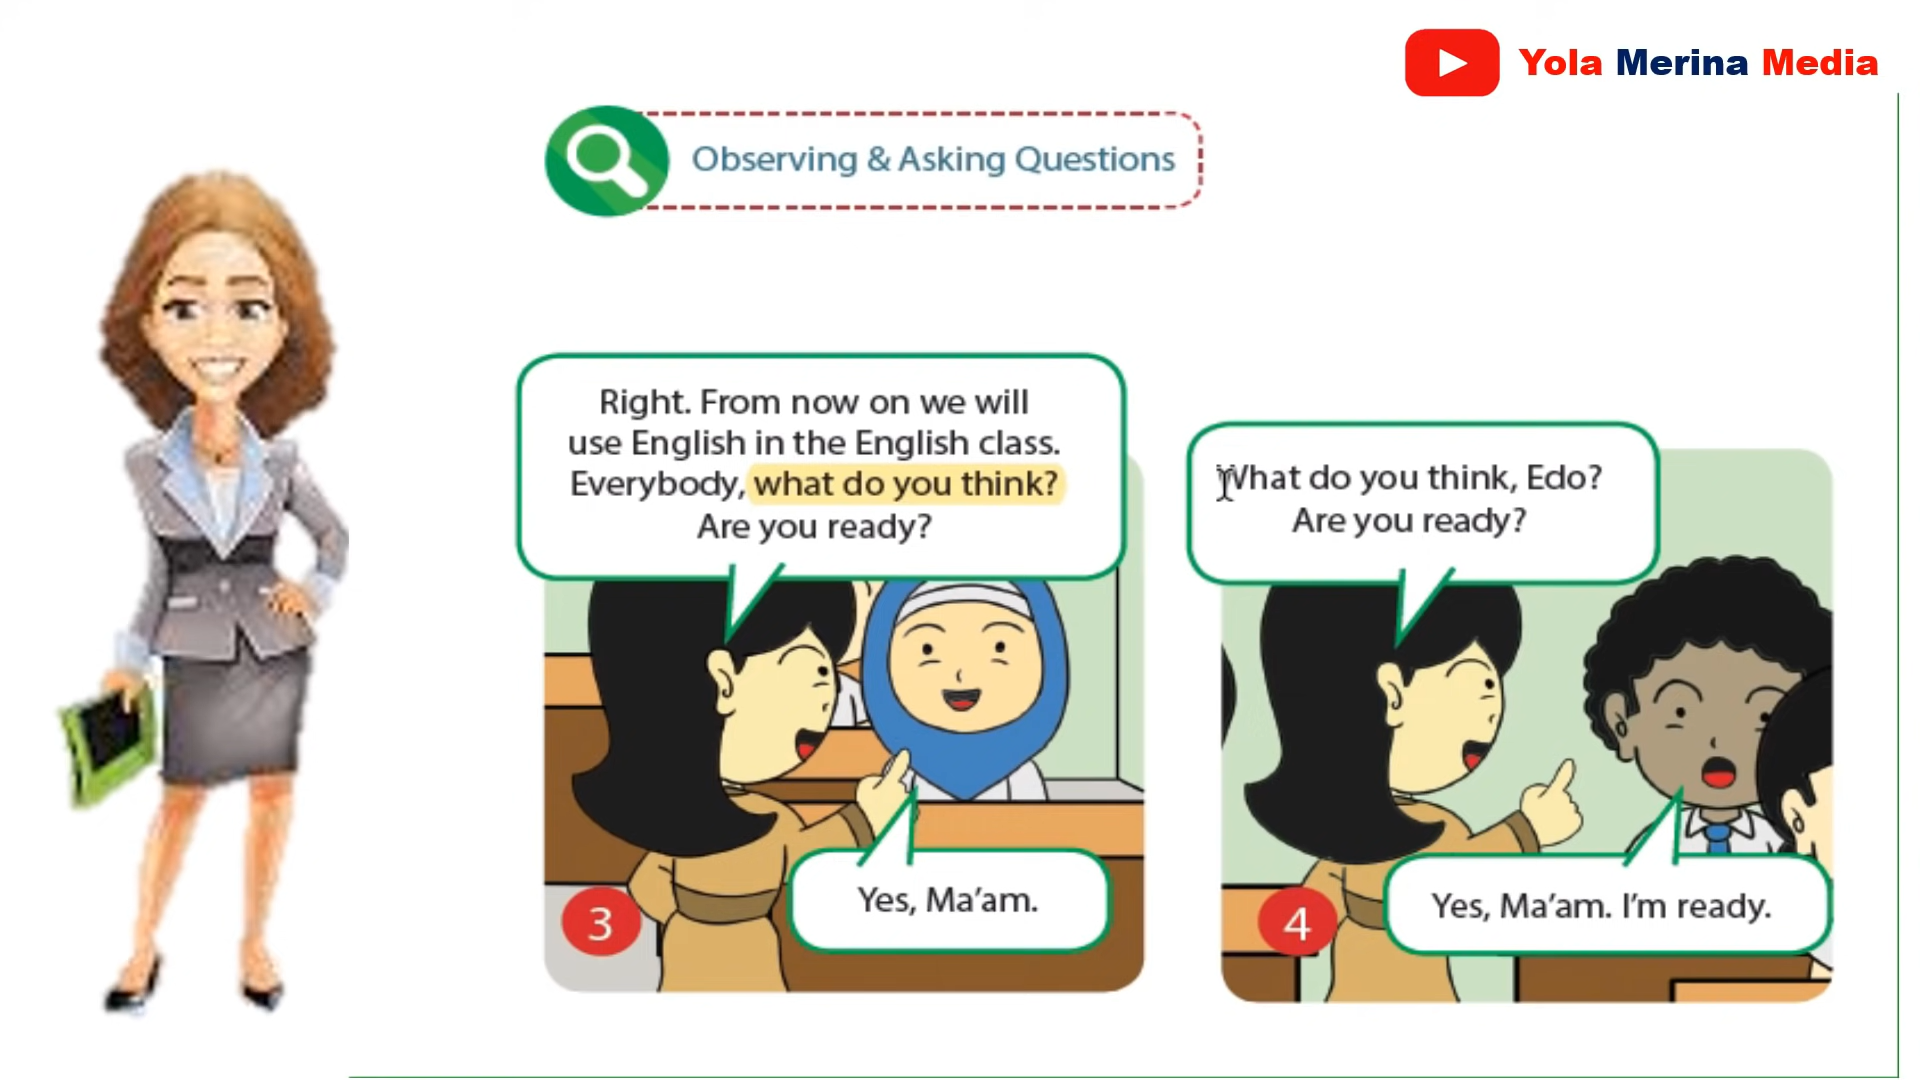 Yola Merina Media
Observing & Asking Questions
Right. From now on we will
use English in the English class.
Everybody, what do you think?
Are you ready?
Yes, Ma’am.
3
What do you think, Edo?
Are you ready?
Yes, Ma’am. I’m ready.
4